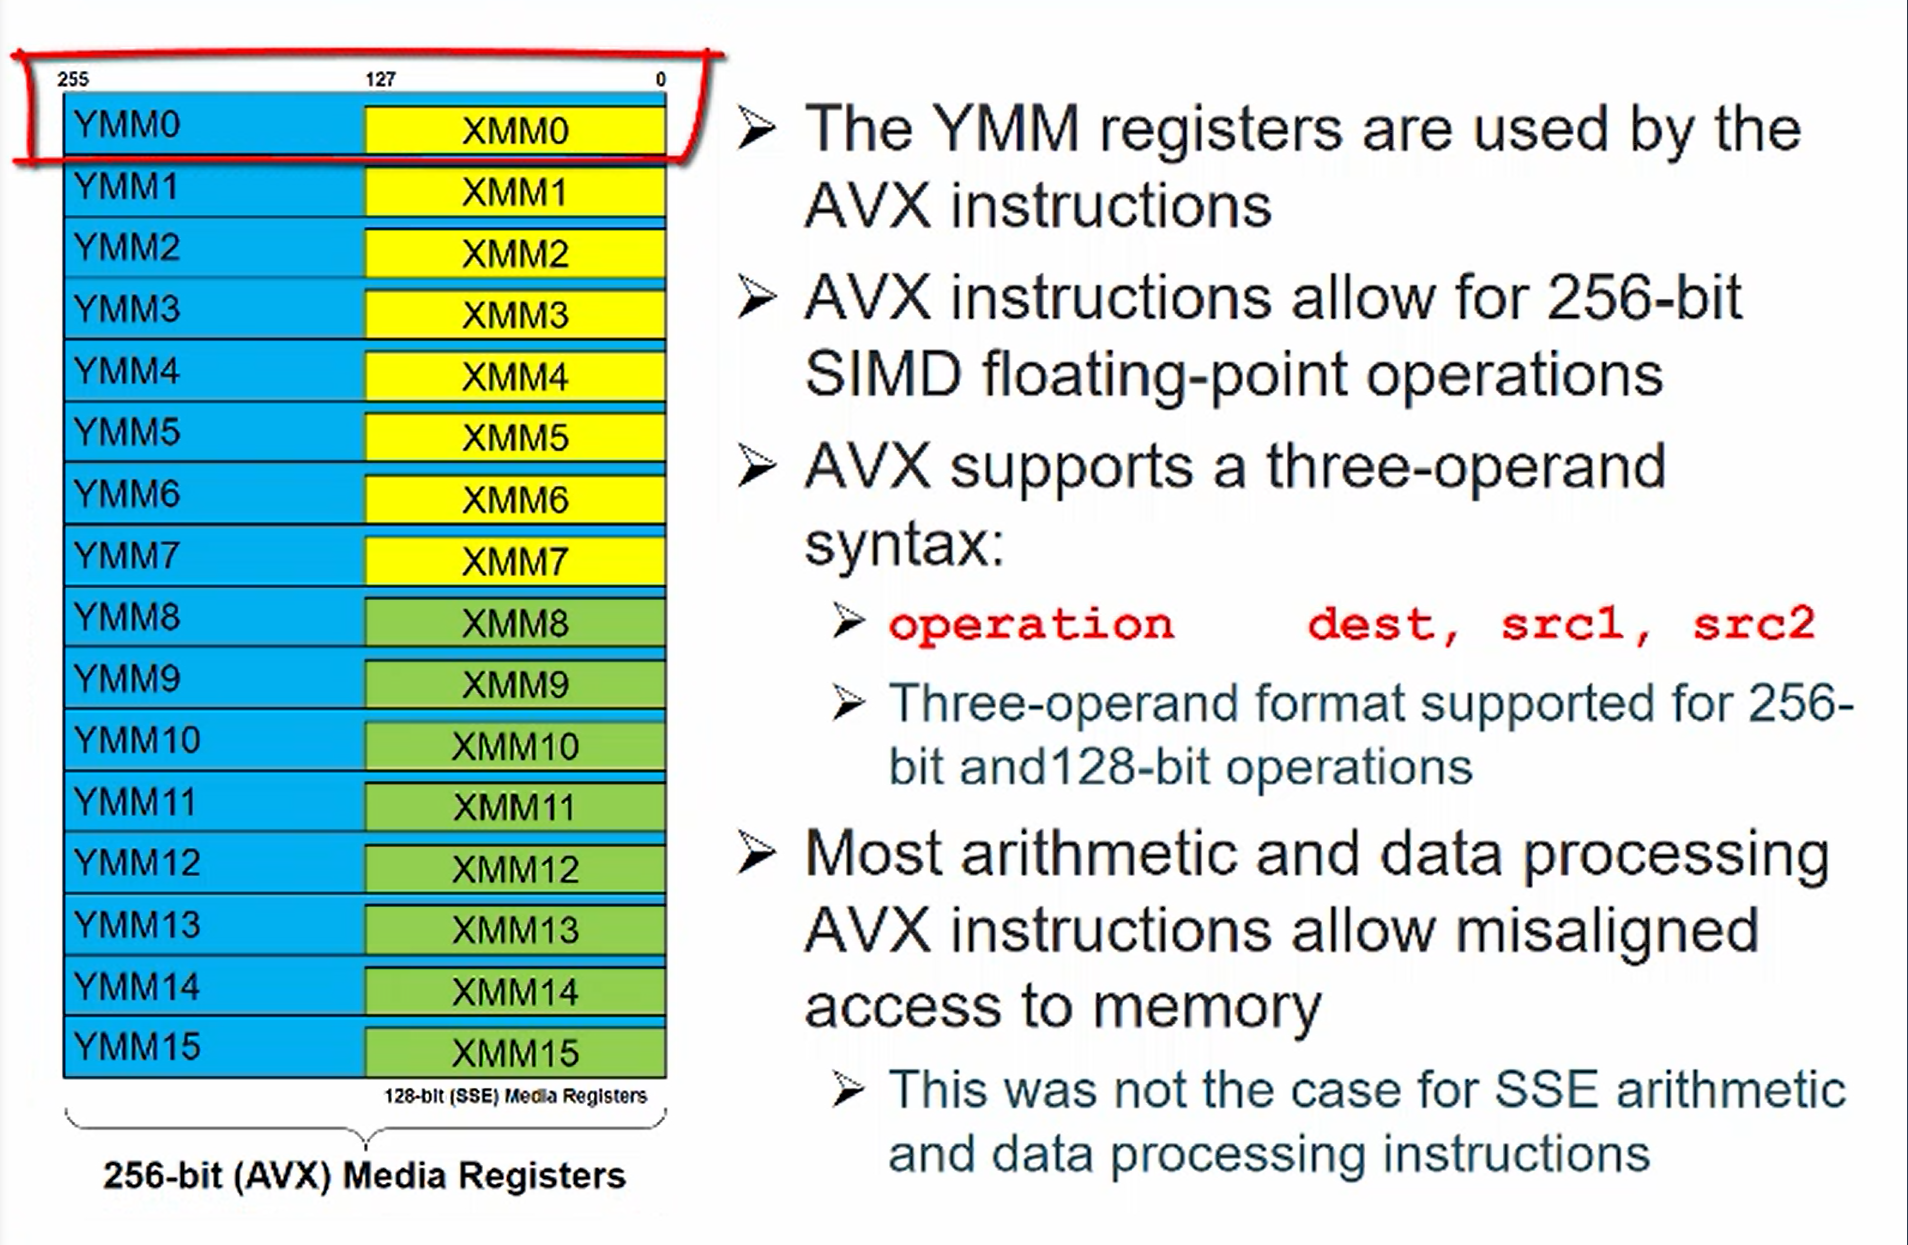 255 127 0
YMM0 XMM0
YMM1 XMM1
YMM2 XMM2
YMM3 XMM3
YMM4 XMM4
YMM5 XMM5
YMM6 XMM6
YMM7 XMM7
YMM8 XMM8
YMM9 XMM9
YMM10 XMM10
YMM11 XMM11
YMM12 XMM12
YMM13 XMM13
YMM14 XMM14
YMM15 XMM15
128-bit (SSE) Media Registers
256-bit (AVX) Media Registers
The YMM registers are used by the
AVX instructions
AVX instructions allow for 256-bit
SIMD floating-point operations
AVX supports a three-operand
syntax:
operation dest, src1, src2
Three-operand format supported for 256-
bit and128-bit operations
Most arithmetic and data processing
AVX instructions allow misaligned
access to memory
This was not the case for SSE arithmetic
and data processing instructions